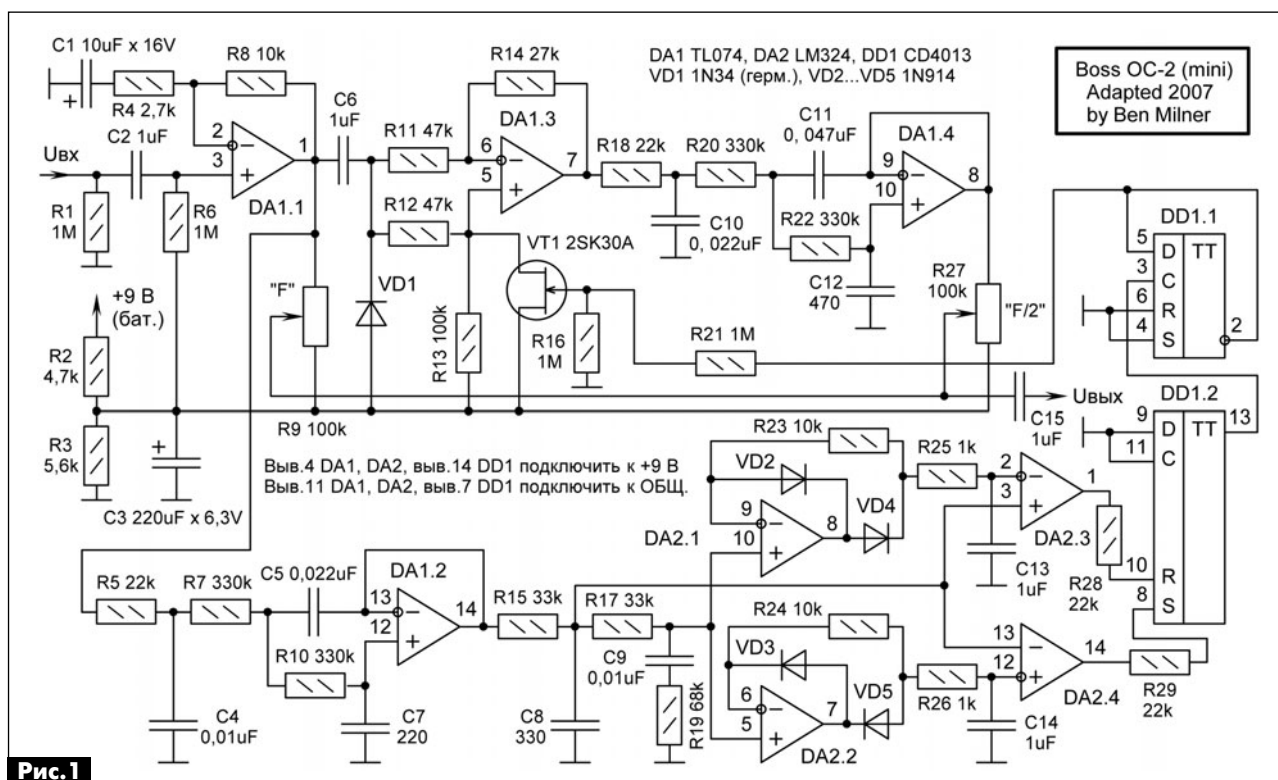 C1 10uF x 16V
R8 10k
R14 27k
DA1 TL074, DA2 LM324, DD1 CD4013
VD1 1N34 (герм.), VD2...VD5 1N914
Boss OC-2 (mini)
Adapted 2007
by Ben Milner
+
R4 2,7k
C2 1uF
C6
1uF
R11 47k
DA1.3
R18 22k
R20 330k
C11
0, 047uF
DA1.4
Uвх
2
3
1
DA1.1
6
5
7
9
10
8
R1
1M
R6
1M
R12 47k
VT1 2SK30A
C10
0, 022uF
R22 330k
C12
470
R27
100k
"F/2"
DD1.1
5
3
6
4
D
C
R
S
TT
2
+9 В
(бат.)
"F"
VD1
R13 100k
R16
1M
R21 1M
R2
4,7k
R3
5,6k
+
C3 220uF x 6,3V
R9 100k
C15
1uF
Uвых
DD1.2
9
11
10
8
D
C
R
S
TT
13
Выв.4 DA1, DA2, выв.14 DD1 подключить к +9 В
Выв.11 DA1, DA2, выв.7 DD1 подключить к ОБЩ.
R23 10k
VD2
VD4
R25 1k
9
10
8
DA2.1
2
3
1
DA2.3
C13
1uF
R28
22k
R5 22k
R7 330k
C5 0,022uF
DA1.2
13
12
14
R10 330k
R15 33k
R17 33k
C4
0,01uF
C7
220
C8
330
C9
0,01uF
R19 68k
R24 10k
VD3
VD5
6
5
7
DA2.2
R26 1k
C14
1uF
13
12
14
DA2.4
R29
22k
Рис.1